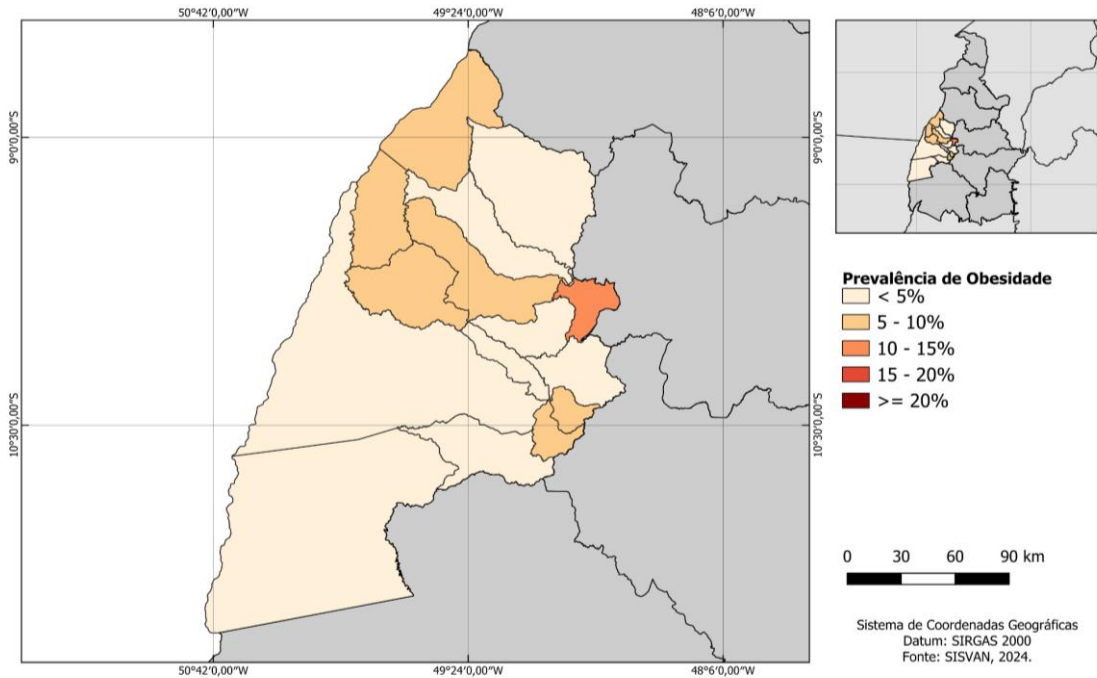 50°42'0,00"W 49°24'0,00"W 48°6'0,00"W
9°0'0,00"S 9°0'0,00"S
10°30'0,00"S 10°30'0,00"S
50°42'0,00"W 49°24'0,00"W 48°6'0,00"W
Prevalência de Obesidade
< 5%
5 - 10%
10 - 15%
15 - 20%
>= 20%
0 30 60 90 km
Sistema de Coordenadas Geográficas
Datum: SIRGAS 2000
Fonte: SISVAN, 2024.